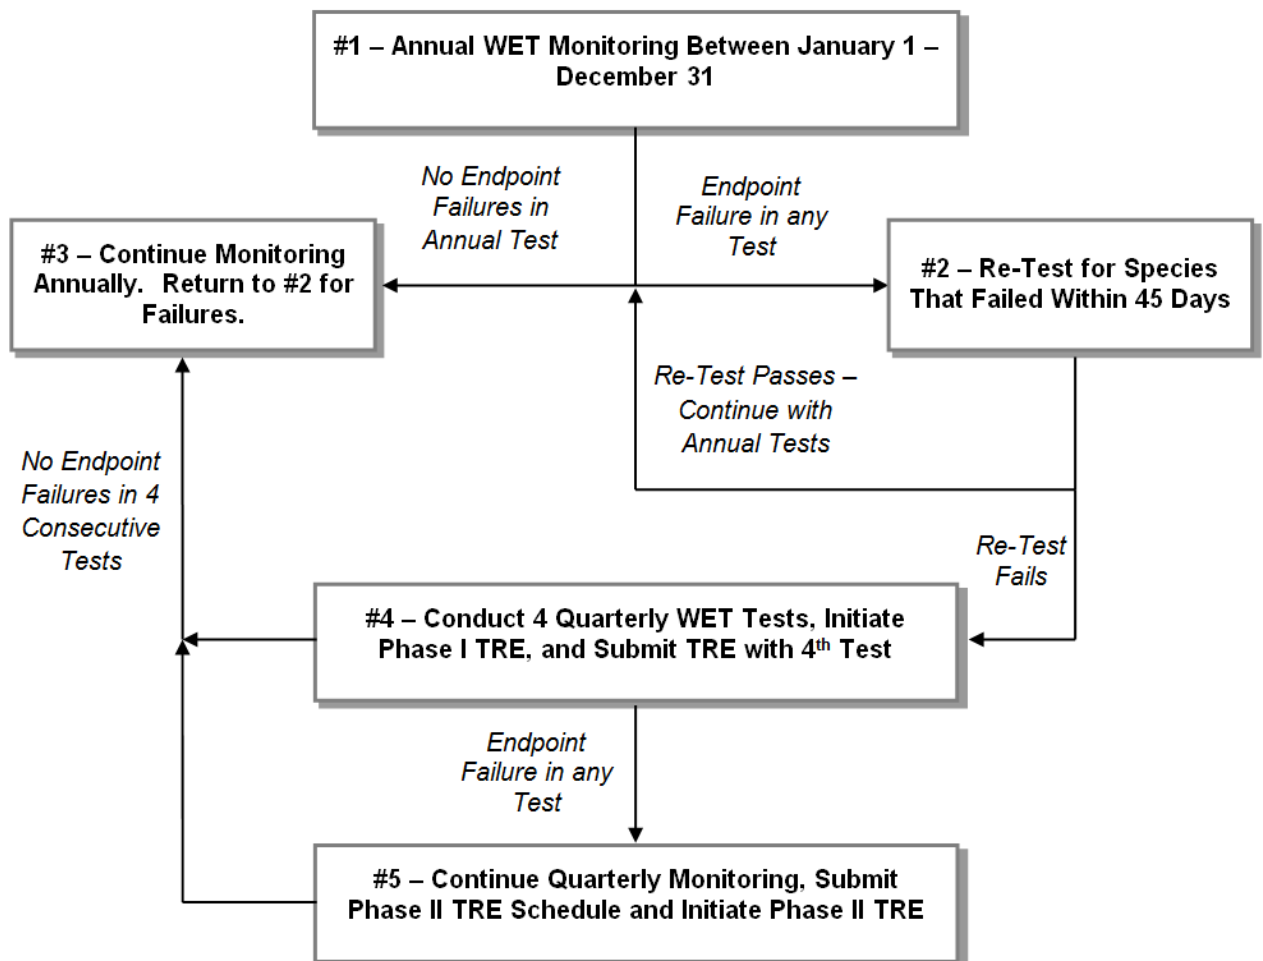 #1 – Annual WET Monitoring Between January 1 –
December 31
No Endpoint
Failures in
Annual Test
Endpoint
Failure in any
Test
#3 – Continue Monitoring
Annually.  Return to #2 for
Failures.
#2 – Re-Test for Species
That Failed Within 45 Days
Re-Test Passes –
Continue with
Annual Tests
No Endpoint
Failures in 4
Consecutive
Tests
Re-Test
Fails
#4 – Conduct 4 Quarterly WET Tests, Initiate
Phase I TRE, and Submit TRE with 4th Test
Endpoint
Failure in any
Test
#5 – Continue Quarterly Monitoring, Submit
Phase II TRE Schedule and Initiate Phase II TRE